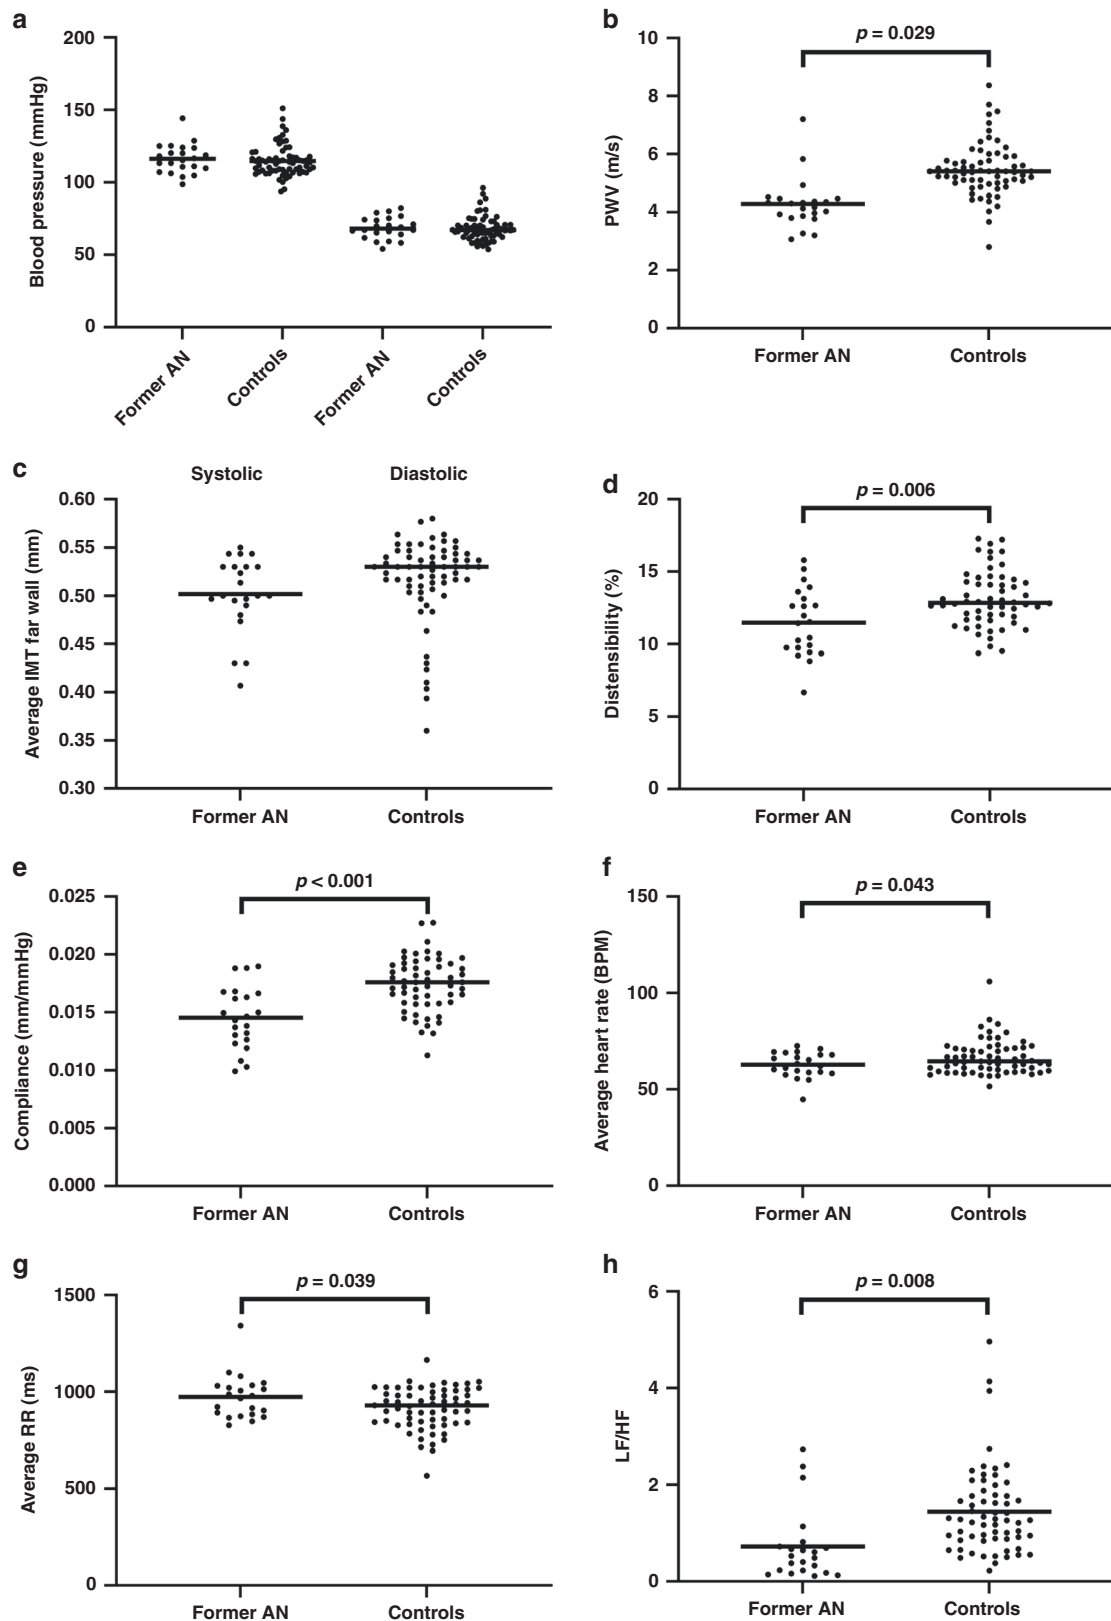 a
200
150
100
50
0
Blood pressure (mmHg)
Former AN
Controls
Former AN
Controls
Systolic
Diastolic
b
10
8
6
4
2
0
PWV (m/s)
p = 0.029
Former AN
Controls
c
0.60
0.55
0.50
0.45
0.40
0.35
0.30
Average IMT far wall (mm)
Former AN
Controls
d
20
15
10
5
0
Distensibility (%)
p = 0.006
Former AN
Controls
e
0.025
0.020
0.015
0.010
0.005
0.000
Compliance (mm/mmHg)
p < 0.001
Former AN
Controls
f
150
100
50
0
Average heart rate (BPM)
p = 0.043
Former AN
Controls
g
1500
1000
500
0
Average RR (ms)
p = 0.039
Former AN
Controls
h
6
4
2
0
LF/HF
p = 0.008
Former AN
Controls